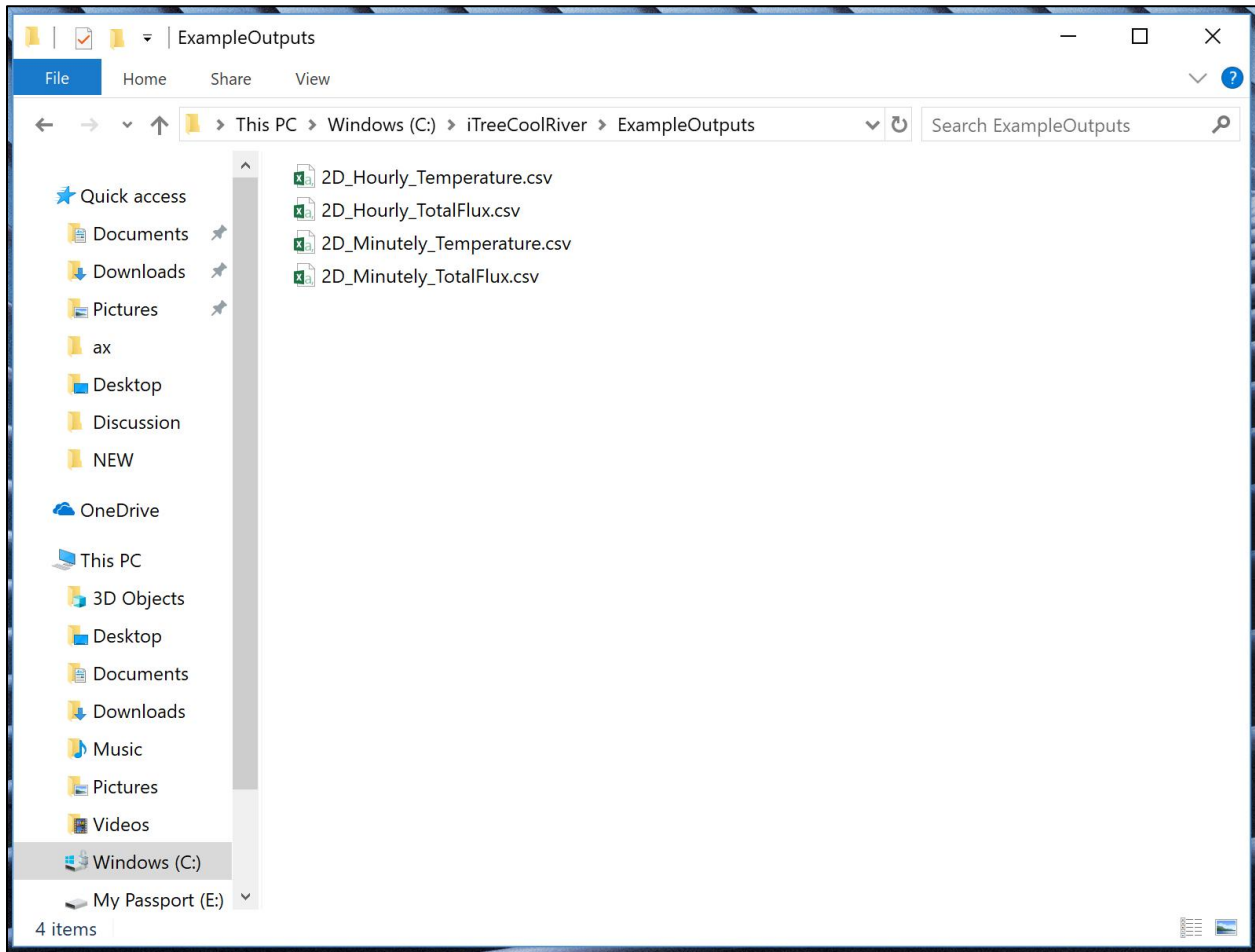 ExampleOutputs
File Home Share View
?
This PC > Windows (C:) > iTreeCoolRiver > ExampleOutputs
Search ExampleOutputs
Quick access
Documents
Downloads
Pictures
ax
Desktop
Discussion
NEW
OneDrive
This PC
3D Objects
Desktop
Documents
Downloads
Music
Pictures
Videos
Windows (C:)
My Passport (E:)
2D_Hourly_Temperature.csv
2D_Hourly_TotalFlux.csv
2D_Minutely_Temperature.csv
2D_Minutely_TotalFlux.csv
4 items